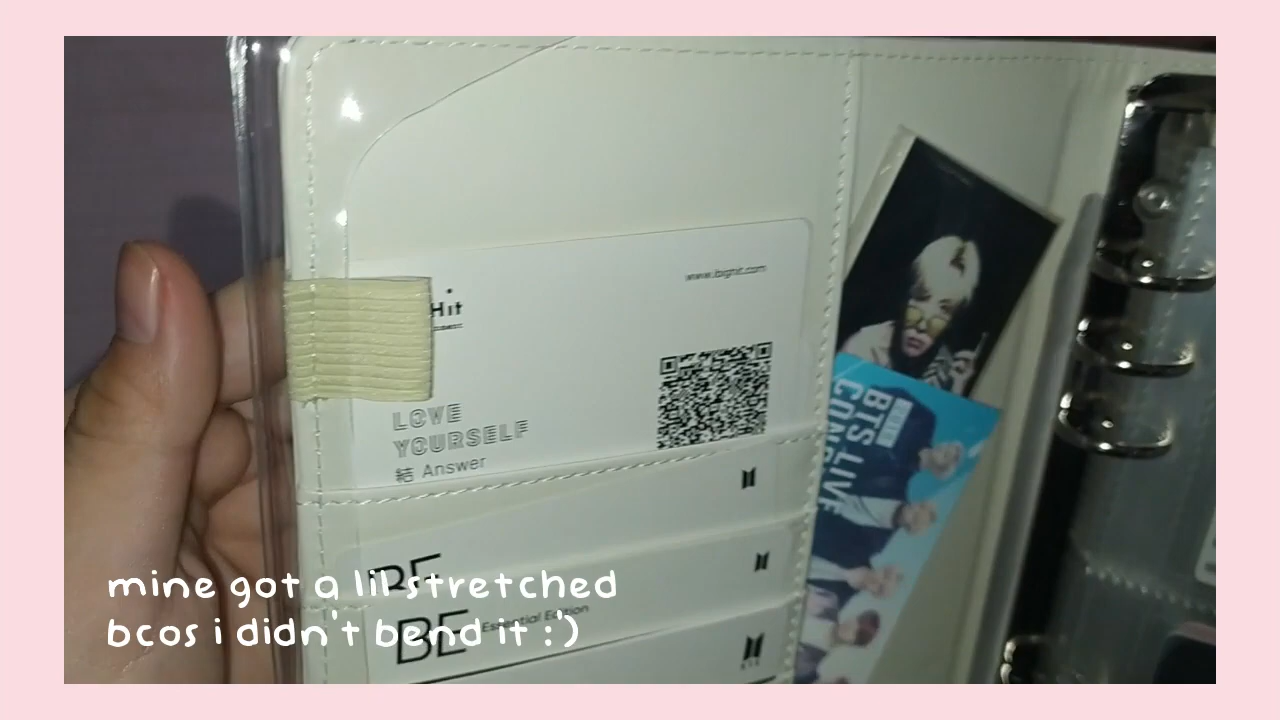 www.ibighit.com
Hit
LOVE
YOURSELF
結 Answer
BTS LIVE
BE
BE Essential Edition
BTS
mine got a lil stretched
bcos i didn't bend it :')